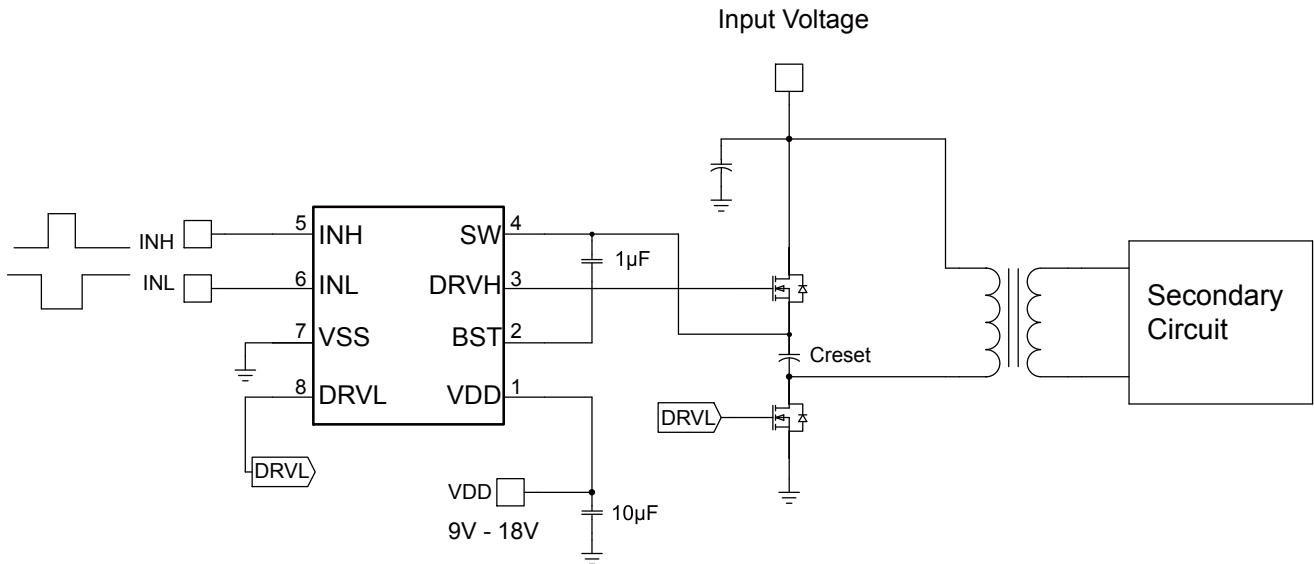 Input Voltage
INH
INL
5 INH
6 INL
7 VSS
8 DRVL
SW 4
DRVH 3
BST 2
VDD 1
1µF
DRVL
VDD
9V - 18V
10µF
Creset
DRVL
Secondary
Circuit